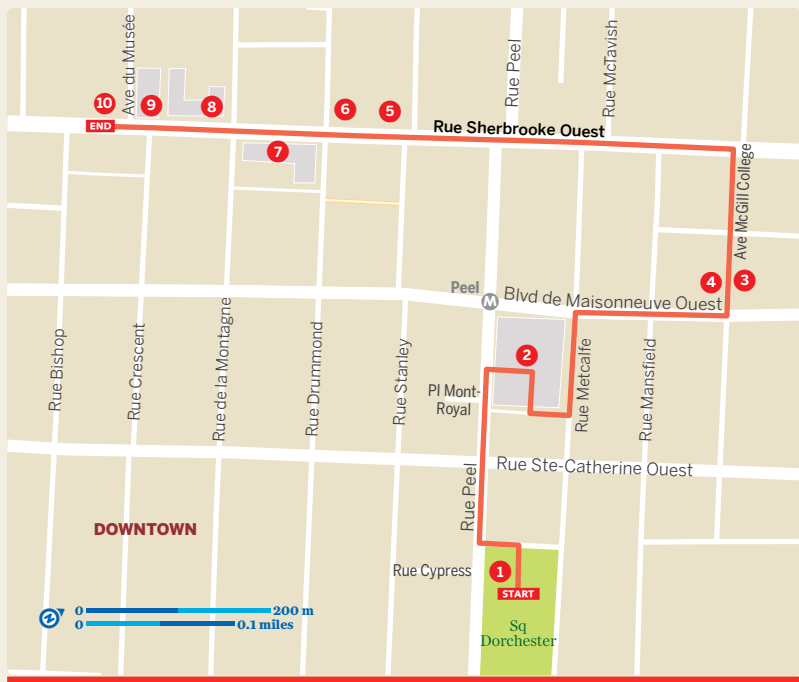 Ave du Musée
Rue Peel
Rue McTavish
10
9
8
6
5
END
Rue Sherbrooke Ouest
7
Ave McGill College
4
3
Peel
M
Blvd de Maisonneuve Ouest
2
Rue Bishop
Rue Crescent
Rue de la Montagne
Rue Drummond
Rue Stanley
Pl Mont-
Royal
Rue Metcalfe
Rue Mansfield
Rue Ste-Catherine Ouest
Rue Peel
DOWNTOWN
Rue Cypress
1
START
Sq
Dorchester
0 200 m
0 0.1 miles